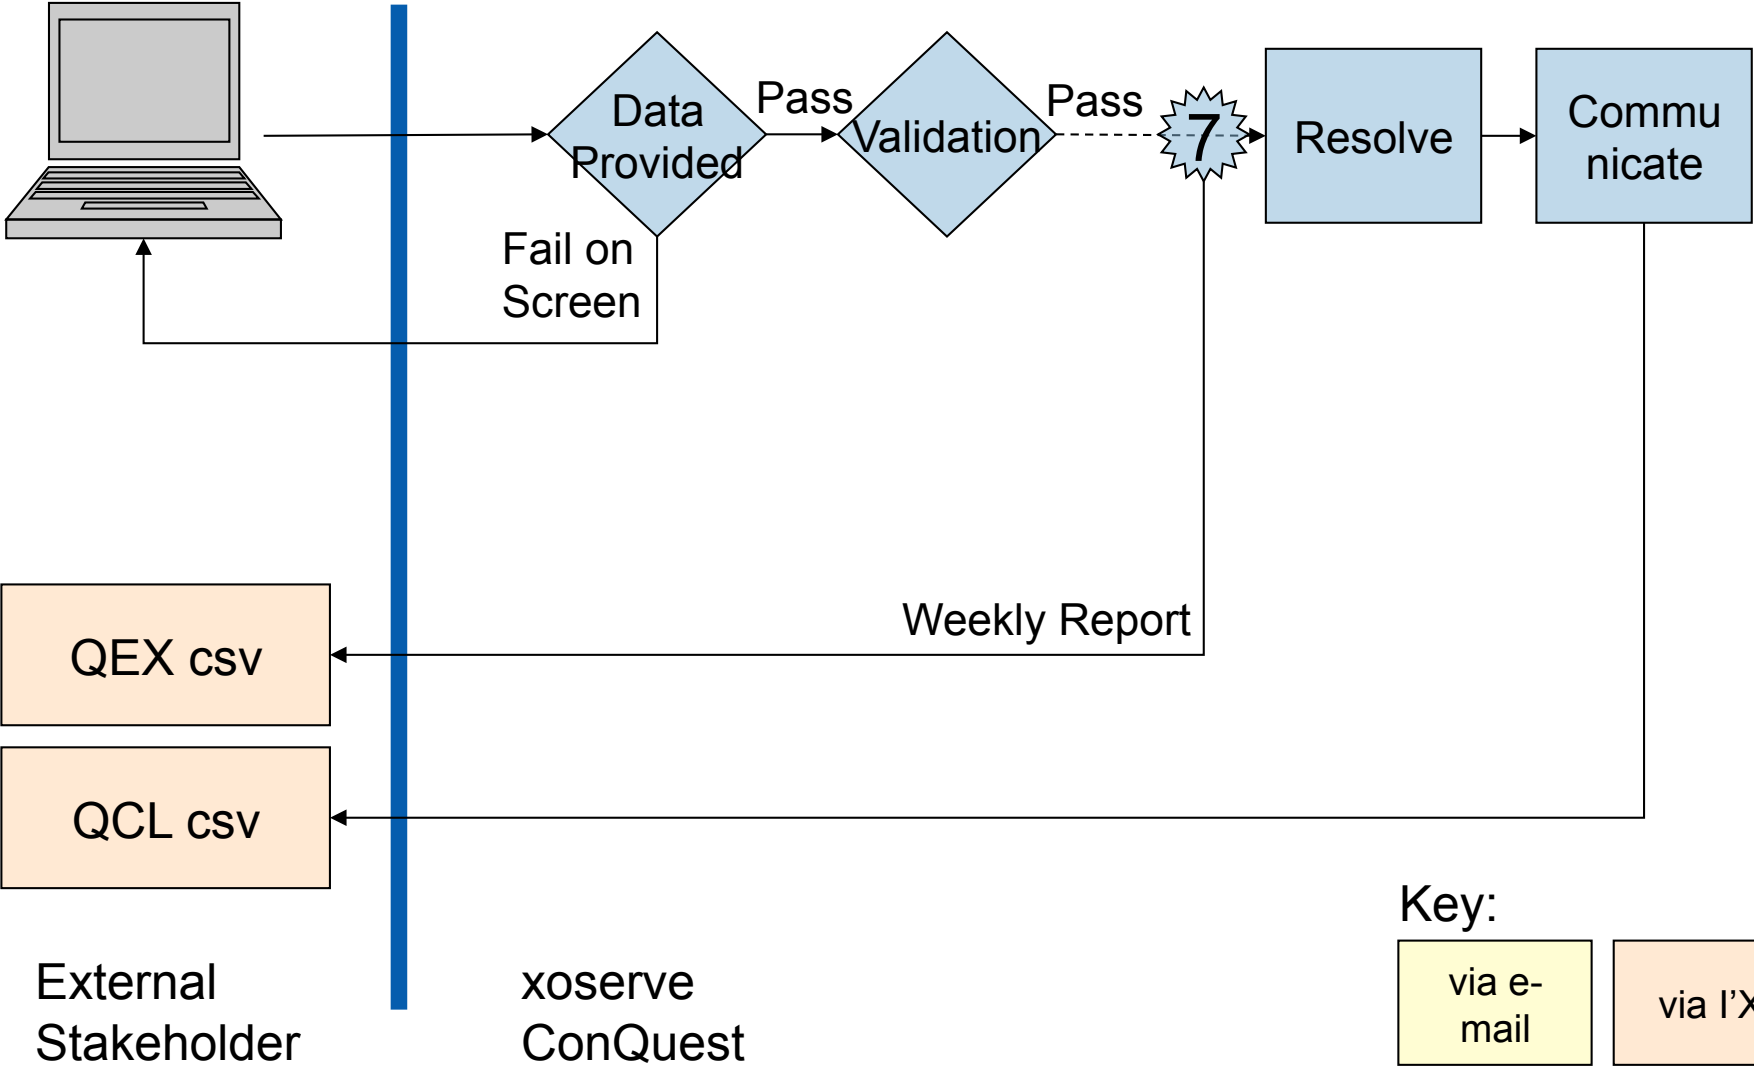 Data
Provided
Pass
Validation
Pass
7
Resolve
Commu
nicate
Fail on
Screen
Weekly Report
QEX csv
QCL csv
Key:
via e-
mail
via I'X
External
Stakeholder
xoserve
ConQuest